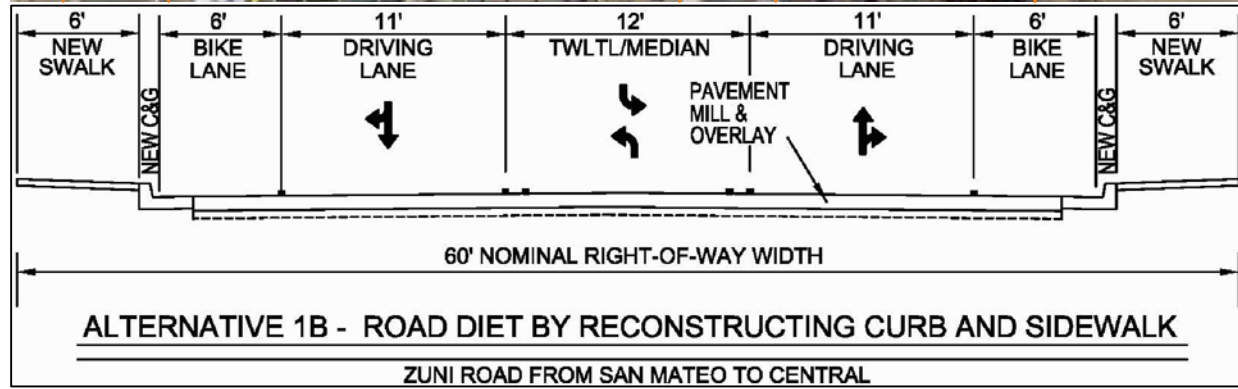 6' 6' 11' 12' 11' 6' 6'
NEW SWALK
BIKE LANE
DRIVING LANE
TWLTL/MEDIAN
DRIVING LANE
BIKE LANE
NEW SWALK
NEW C&G
PAVEMENT
MILL &
OVERLAY
NEW C&G
60' NOMINAL RIGHT-OF-WAY WIDTH
ALTERNATIVE 1B - ROAD DIET BY RECONSTRUCTING CURB AND SIDEWALK
ZUNI ROAD FROM SAN MATEO TO CENTRAL